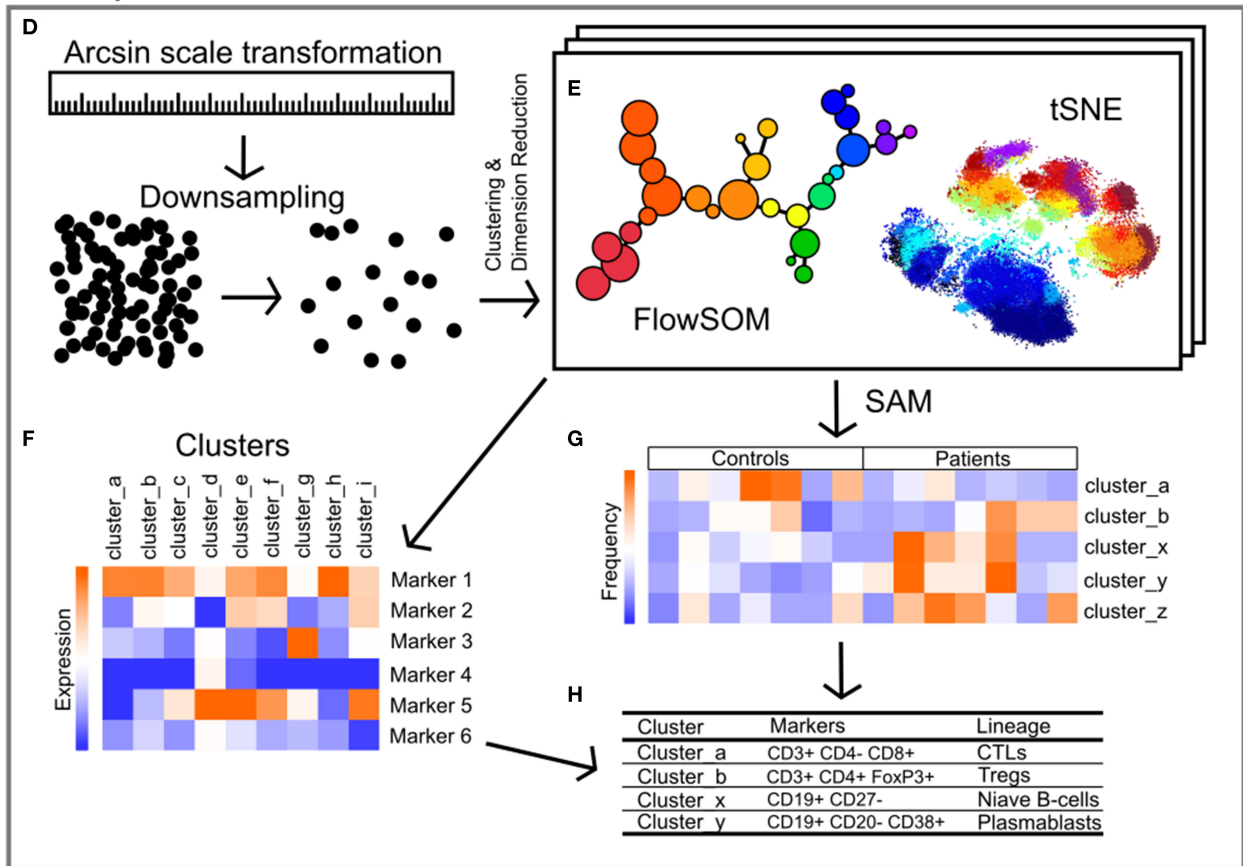 D
Arcsin scale transformation
Downsampling
Clustering &
Dimension Reduction
E
FlowSOM
tSNE
SAM
F
Clusters
cluster_a
cluster_b
cluster_c
cluster_d
cluster_e
cluster_f
cluster_g
cluster_h
cluster_i
Expression
Marker 1
Marker 2
Marker 3
Marker 4
Marker 5
Marker 6
G
Controls Patients
Frequency
cluster_a
cluster_b
cluster_x
cluster_y
cluster_z
H
Cluster Markers Lineage
Cluster_a CD3+ CD4- CD8+ CTLs
Cluster_b CD3+ CD4+ FoxP3+ Tregs
Cluster_x CD19+ CD27- Niave B-cells
Cluster_y CD19+ CD20- CD38+ Plasmablasts